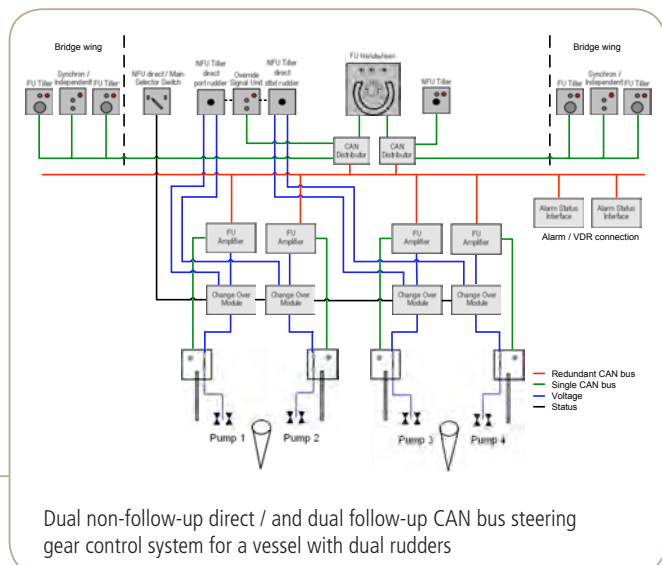 Bridge wing
Bridge wing
FU Tiller
Synchron /
Independent
FU Tiller
NFU direct / Main
Selector Switch
NFU Tiller
direct
port rudder
Override
Signal Unit
NFU Tiller
direct
stbd rudder
FU
NFU Tiller
FU Tiller
Synchron /
Independent
FU Tiller
CAN
Distributor
CAN
Distributor
FU
Amplifier
FU
Amplifier
FU
Amplifier
FU
Amplifier
Alarm Status
Interface
Alarm Status
Interface
Alarm / VDR connection
Change Over
Module
Change Over
Module
Change Over
Module
Change Over
Module
Redundant CAN bus
Single CAN bus
Voltage
Status
Pump 1
Pump 2
Pump 3
Pump 4
Dual non-follow-up direct / and dual follow-up CAN bus steering
gear control system for a vessel with dual rudders